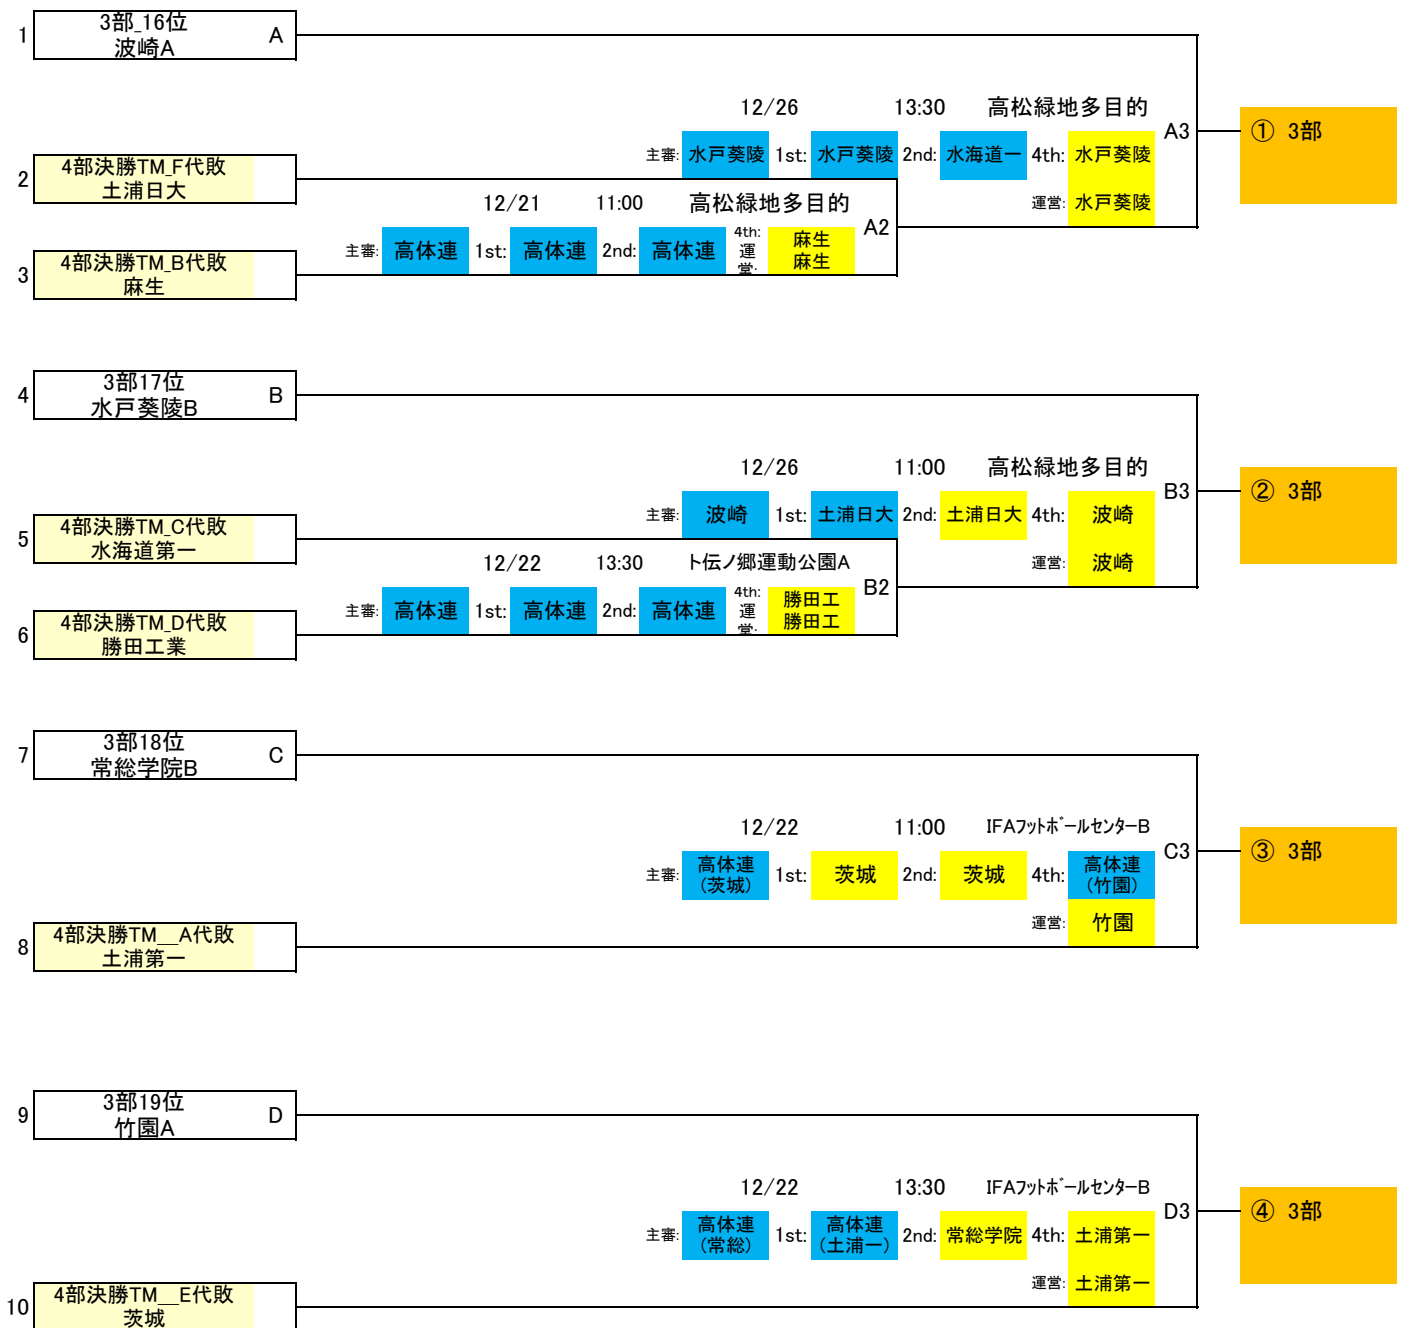 1 3部_16位 A
波崎A
12/26 13:30 高松緑地多目的
A3 ① 3部
主審: 水戸葵陵 1st: 水戸葵陵 2nd: 水海道一 4th: 水戸葵陵
2 4部決勝TM_F代敗
土浦日大
12/21 11:00 高松緑地多目的 運営: 水戸葵陵
A2
主審: 高体連 1st: 高体連 2nd: 高体連 4th: 麻生
運営: 麻生
3 4部決勝TM_B代敗
麻生
4 3部17位 B
水戸葵陵B
12/26 11:00 高松緑地多目的
B3 ② 3部
主審: 波崎 1st: 土浦日大 2nd: 土浦日大 4th: 波崎
5 4部決勝TM_C代敗
水海道第一
12/22 13:30 ト伝ノ郷運動公園A 運営: 波崎
B2
主審: 高体連 1st: 高体連 2nd: 高体連 4th: 勝田工
運営: 勝田工
6 4部決勝TM_D代敗
勝田工業
7 3部18位 C
常総学院B
12/22 11:00 IFAフットボールセンターB
C3 ③ 3部
主審: 高体連(茨城) 1st: 茨城 2nd: 茨城 4th: 高体連(竹園)
運営: 竹園
8 4部決勝TM__A代敗
土浦第一
9 3部19位 D
竹園A
12/22 13:30 IFAフットボールセンターB
D3 ④ 3部
主審: 高体連(常総) 1st: 高体連(土浦一) 2nd: 常総学院 4th: 土浦第一
運営: 土浦第一
10 4部決勝TM__E代敗
茨城